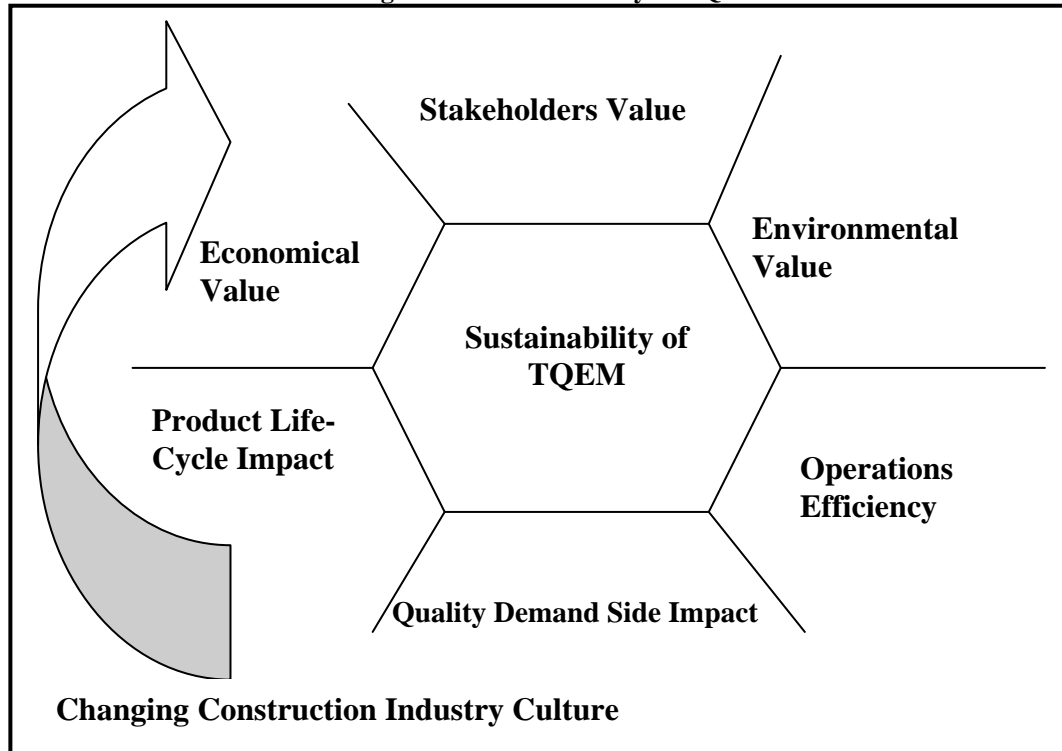 Stakeholders Value
Economical
Value
Environmental
Value
Sustainability of
TQEM
Product Life-
Cycle Impact
Operations
Efficiency
Quality Demand Side Impact
Changing Construction Industry Culture